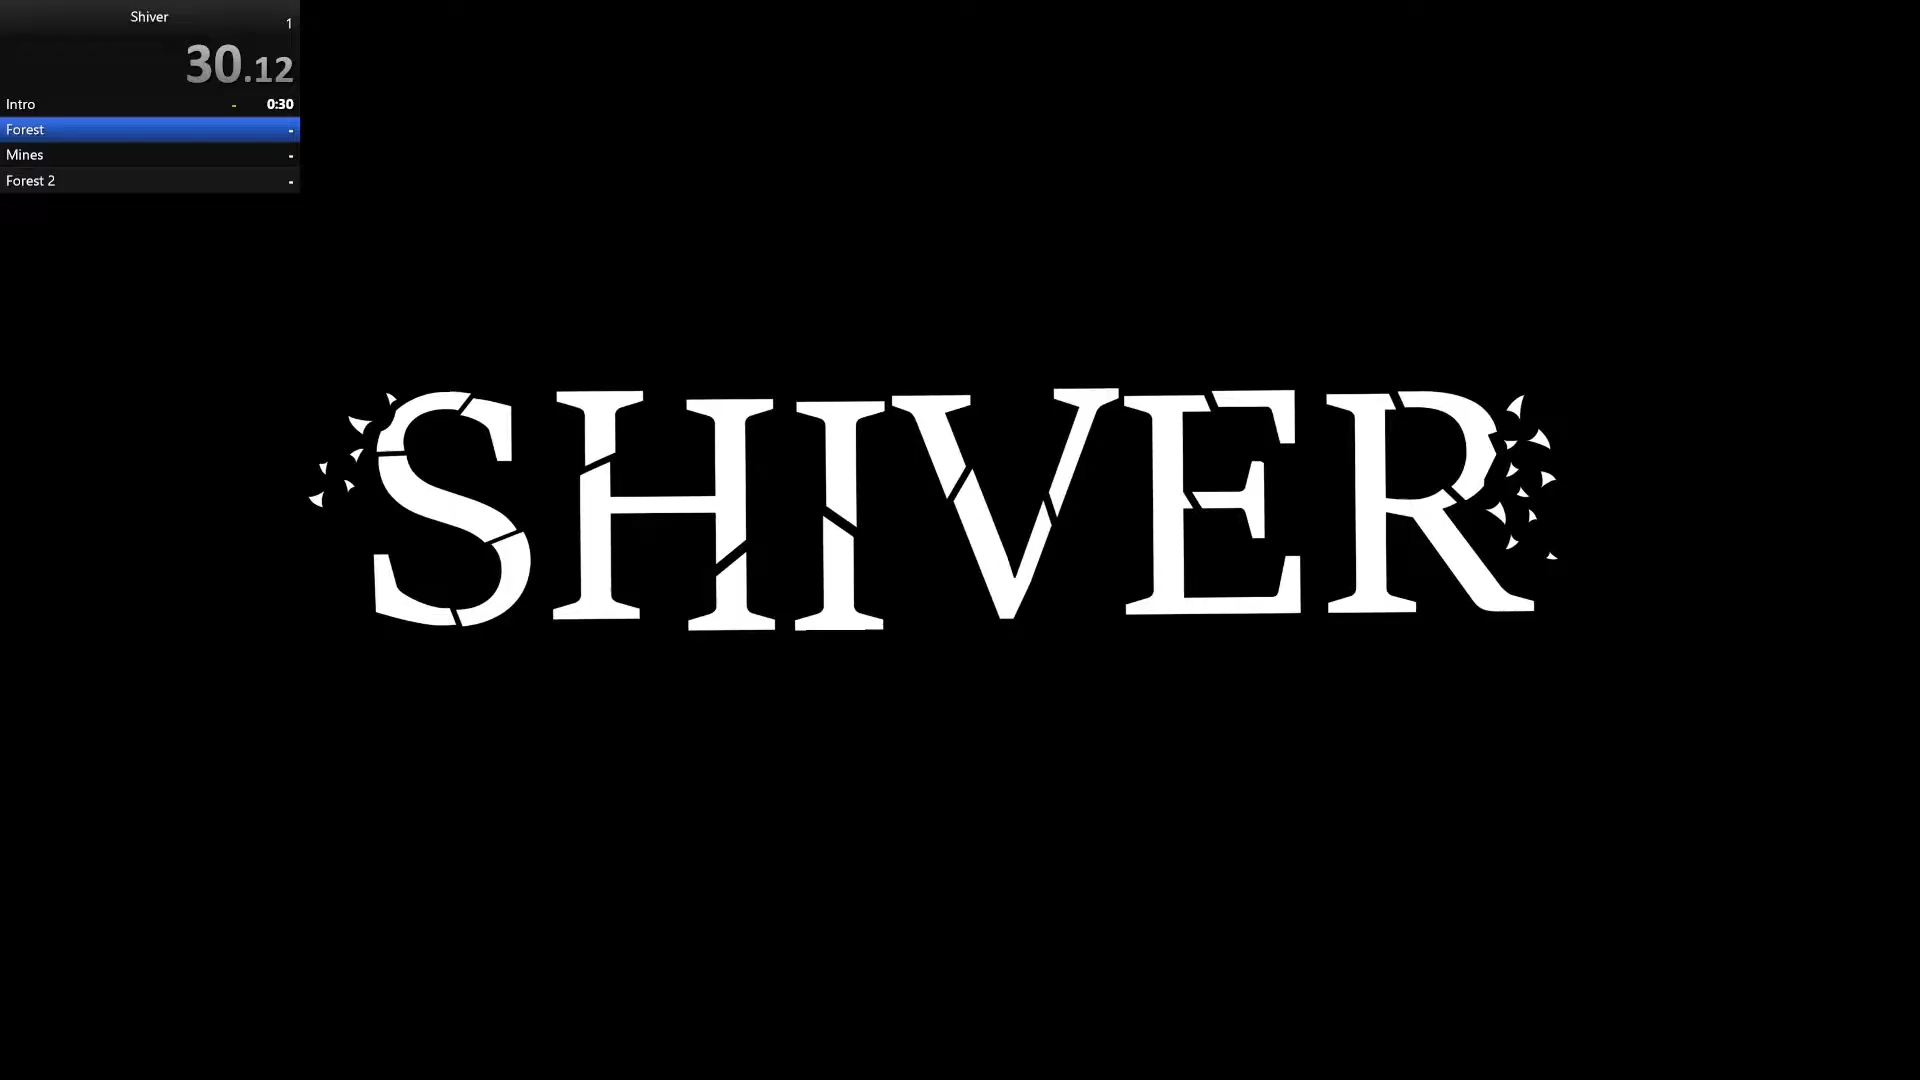 Shiver
1
30.12
Intro - 0:30
Forest -
Mines -
Forest 2 -
SHIVER